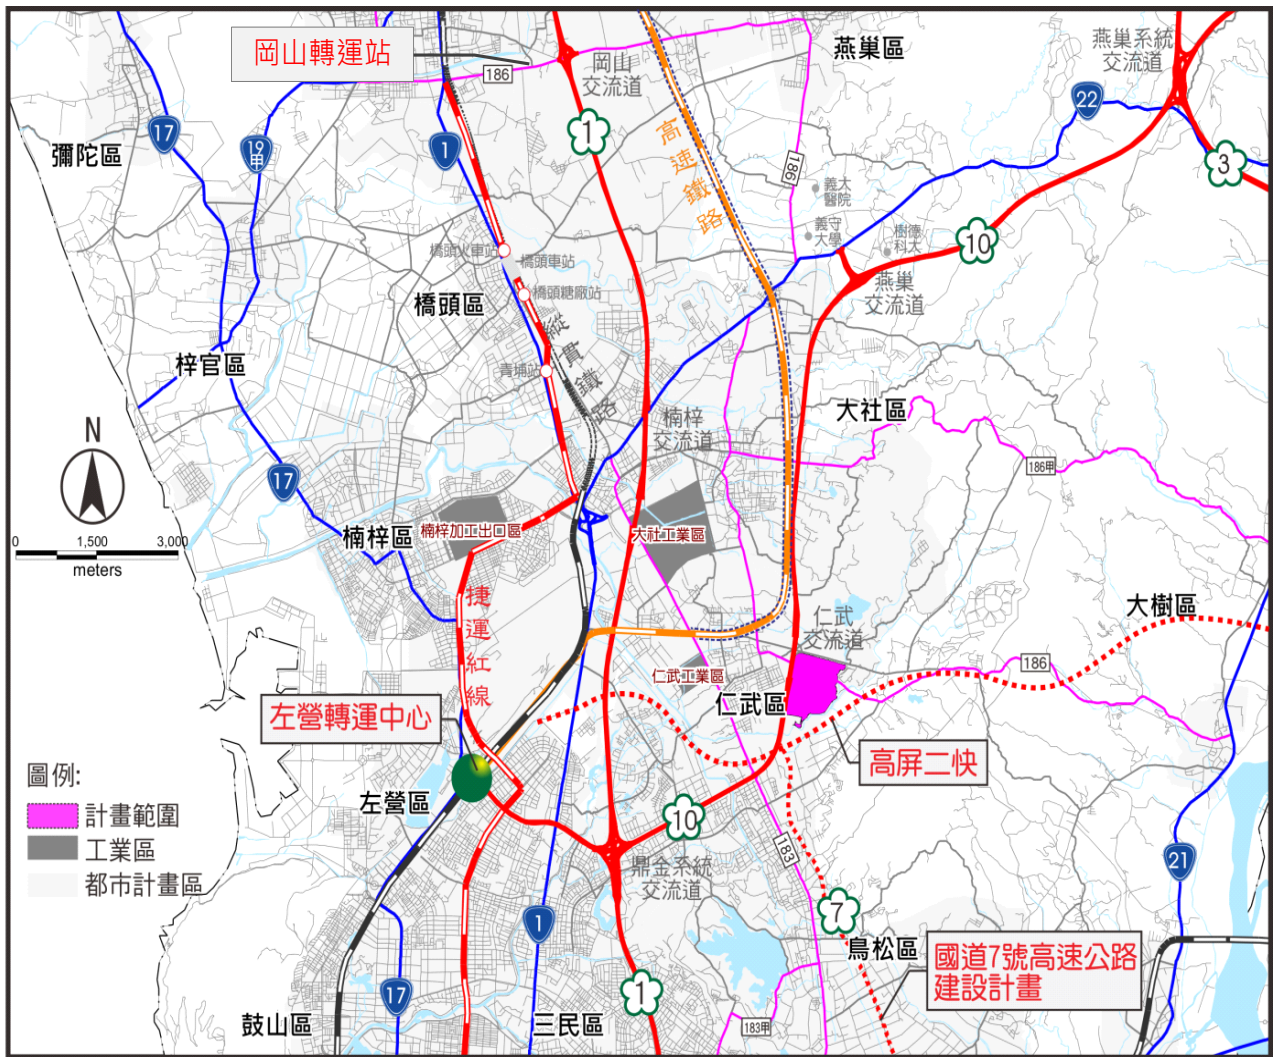 岡山轉運站
186
岡山
交流道
燕巢區
燕巢系統
交流道
22
17
19甲
1
1
3
彌陀區
高速鐵路
186
義大
醫院
義守
大學
樹德
科大
10
橋頭火車站
橋頭車站
橋頭糖廠站
橋頭區
燕巢
交流道
縱貫鐵路
梓官區
青埔站
楠梓
交流道
大社區
186甲
N
17
0 1,500 3,000
meters
楠梓區
楠梓加工出口區
大社工業區
捷運紅線
仁武
交流道
大樹區
186
仁武工業區
仁武區
左營轉運中心
高屏二快
圖例:
計畫範圍
工業區
都市計畫區
左營區
10
鼎金系統
交流道
183
21
1
7
鳥松區
國道7號高速公路
建設計畫
17
1
鼓山區
三民區
183甲